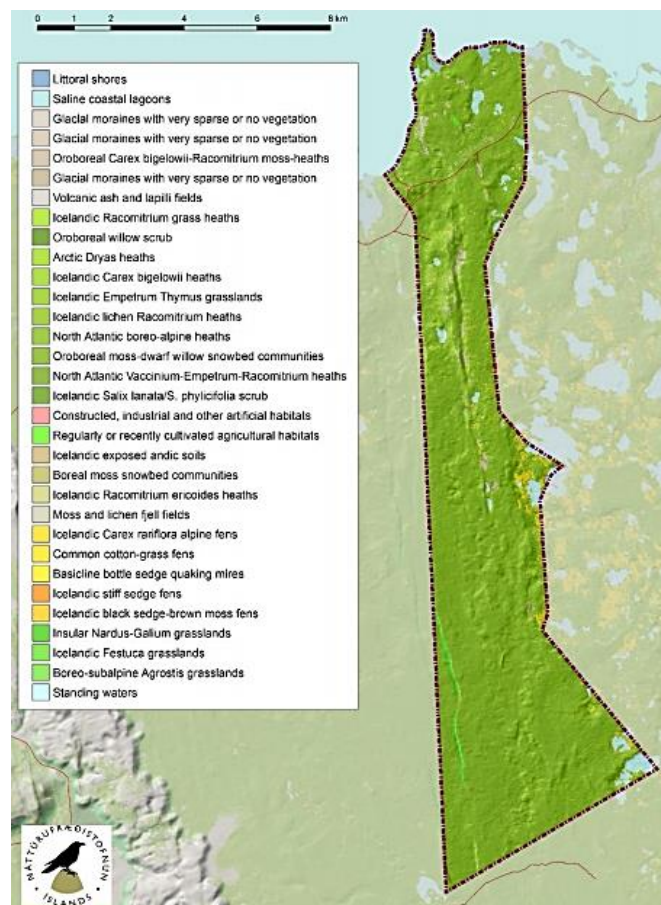 0 2 4 6 8 km
Littoral shores
Saline coastal lagoons
Glacial moraines with very sparse or no vegetation
Glacial moraines with very sparse or no vegetation
Oroboreal Carex bigelowii-Racomitrium moss-heaths
Glacial moraines with very sparse or no vegetation
Volcanic ash and lapilli fields
Icelandic Racomitrium grass heaths
Oroboreal willow scrub
Arctic Dryas heaths
Icelandic Carex bigelowii heaths
Icelandic Empetrum Thymus grasslands
Icelandic lichen Racomitrium heaths
North Atlantic boreo-alpine heaths
Oroboreal moss-dwarf willow snowbed communities
North Atlantic Vaccinium-Empetrum-Racomitrium heaths
Icelandic Salix lanata/S. phylicifolia scrub
Constructed, industrial and other artificial habitats
Regularly or recently cultivated agricultural habitats
Icelandic exposed andic soils
Boreal moss snowbed communities
Icelandic Racomitrium ericoides heaths
Moss and lichen fjell fields
Icelandic Carex rariflora alpine fens
Common cotton-grass fens
Basicline bottle sedge quaking mires
Icelandic stiff sedge fens
Icelandic black sedge-brown moss fens
Insular Nardus-Galium grasslands
Icelandic Festuca grasslands
Boreo-subalpine Agrostis grasslands
Standing waters
NÁTTÚRUFRÆÐISTOFNUN
ÍSLANDS